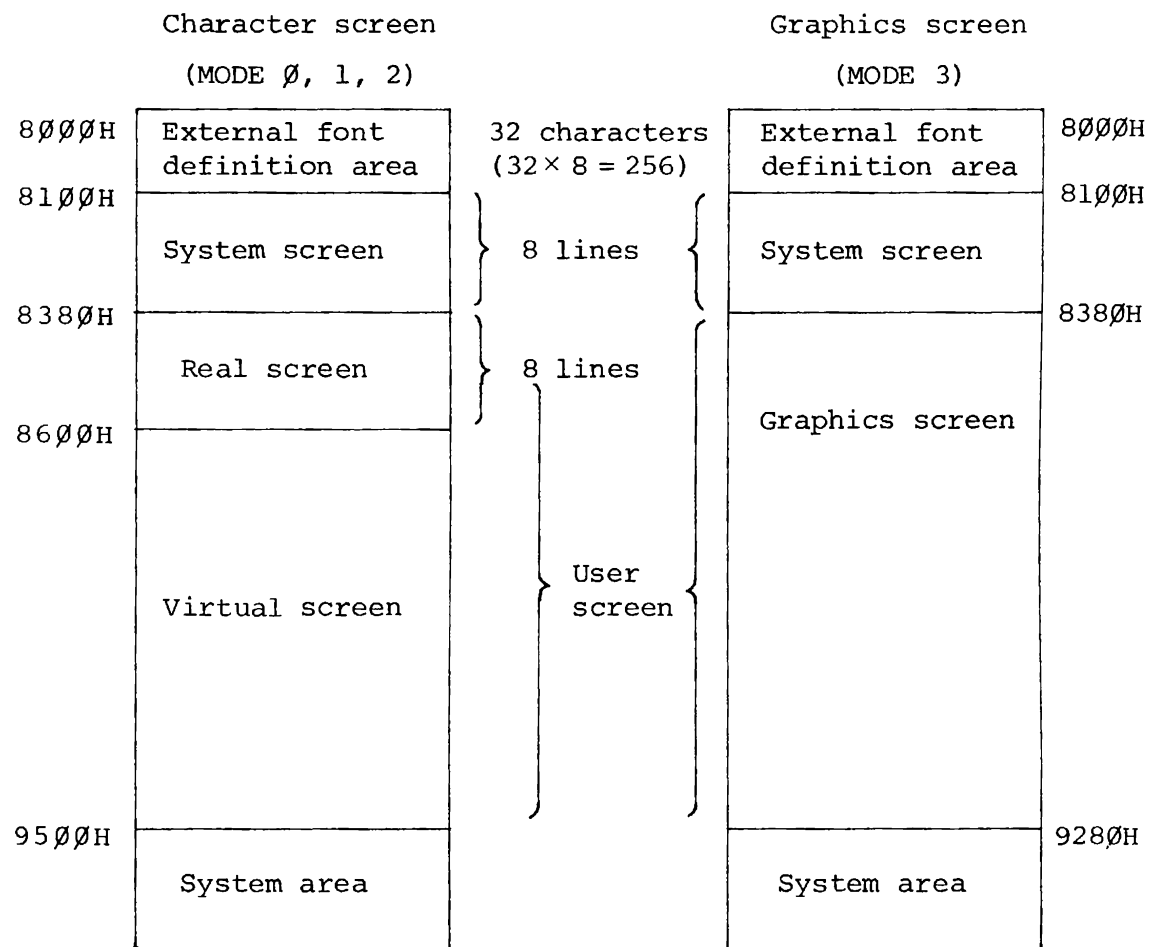 Character screen
(MODE Ø, 1, 2)
Graphics screen
(MODE 3)
8ØØØH
External font
definition area
32 characters
(32 × 8 = 256)
External font
definition area
8ØØØH
81ØØH
81ØØH
System screen
8 lines
System screen
838ØH
838ØH
Real screen
8 lines
Graphics screen
86ØØH
Virtual screen
User
screen
95ØØH
928ØH
System area
System area